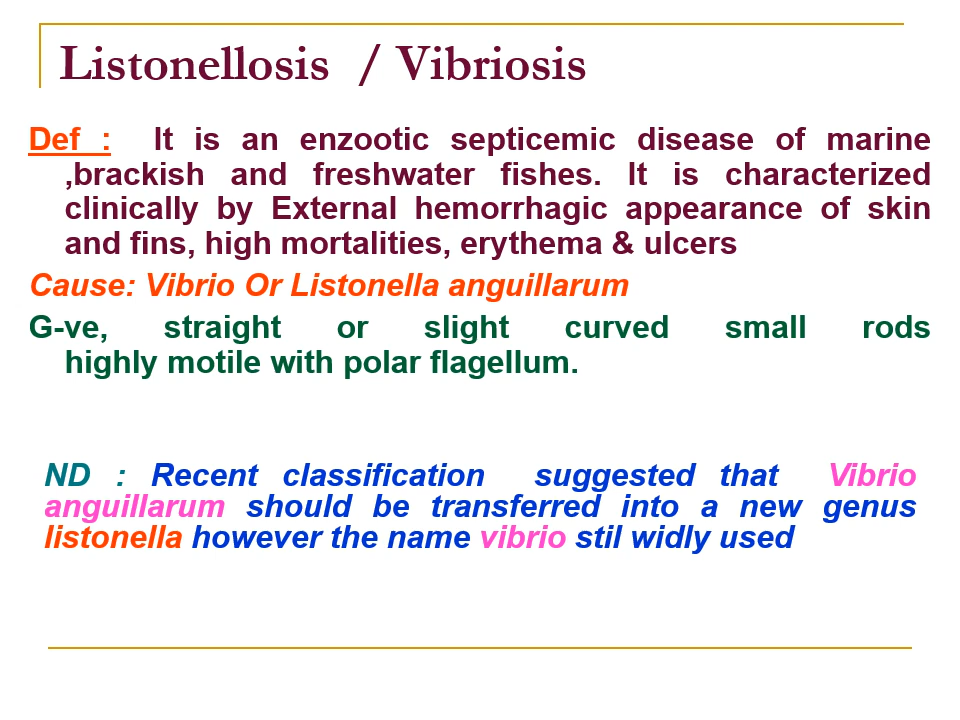 Listonellosis / Vibriosis
Def : It is an enzootic septicemic disease of marine
,brackish and freshwater fishes. It is characterized
clinically by External hemorrhagic appearance of skin
and fins, high mortalities, erythema & ulcers
Cause: Vibrio Or Listonella anguillarum
G-ve, straight or slight curved small rods
highly motile with polar flagellum.
ND : Recent classification suggested that Vibrio
anguillarum should be transferred into a new genus
listonella however the name vibrio stil widly used